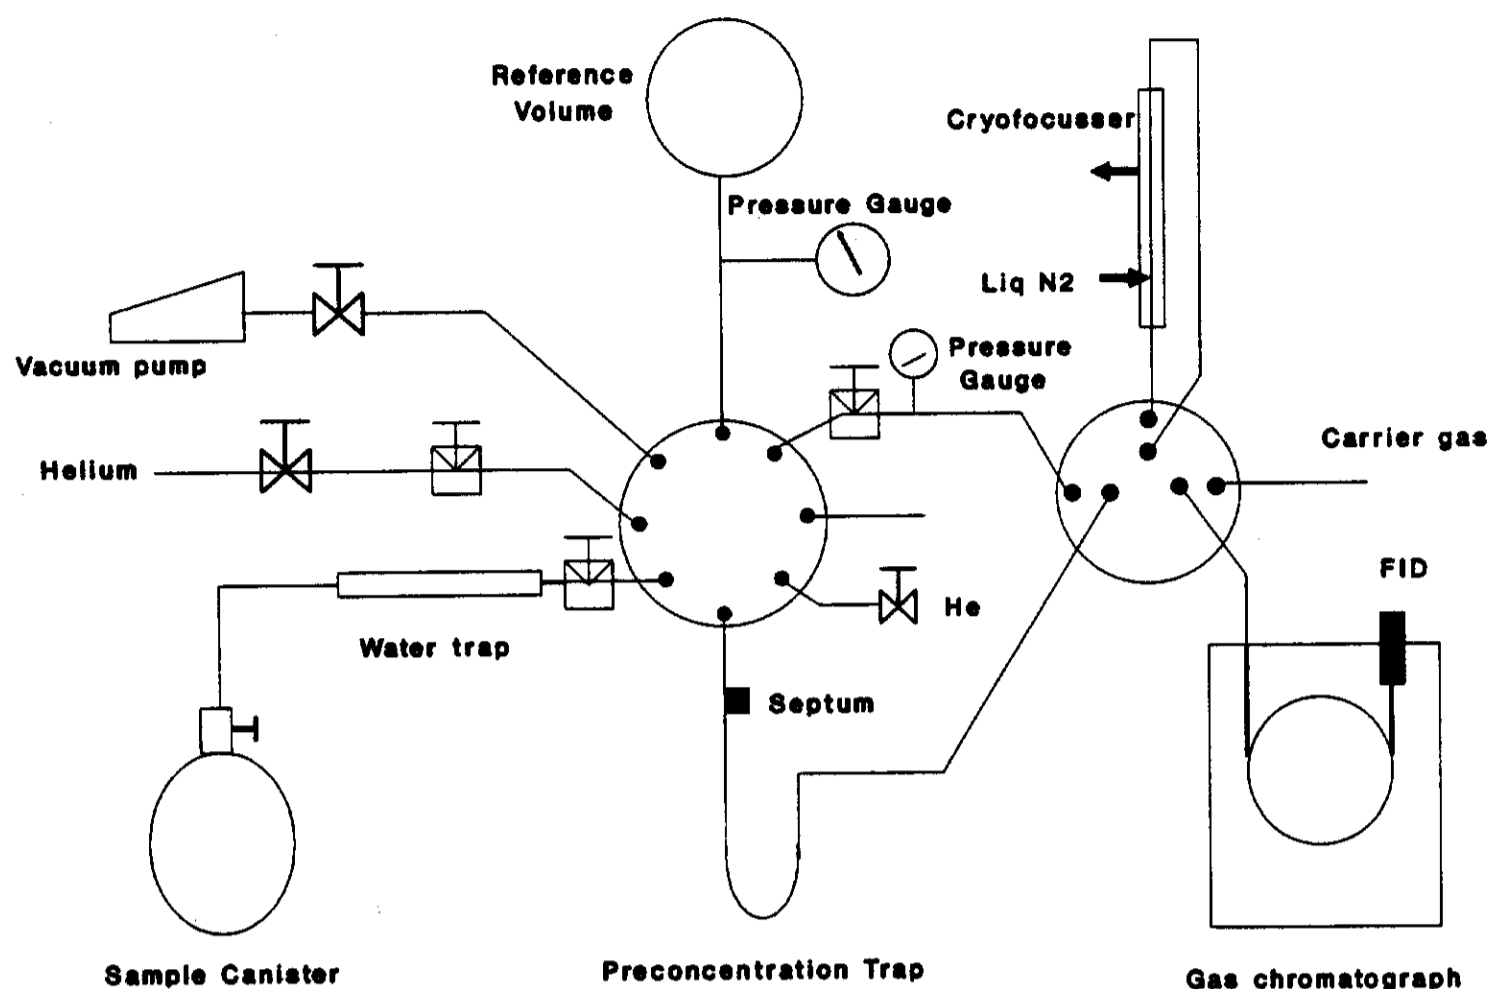 Reference
Volume
Cryofocusser
Pressure Gauge
Liq N2
Vacuum pump
Pressure
Gauge
Carrier gas
Helium
FID
He
Water trap
Septum
Sample Canister
Preconcentration Trap
Gas chromatograph